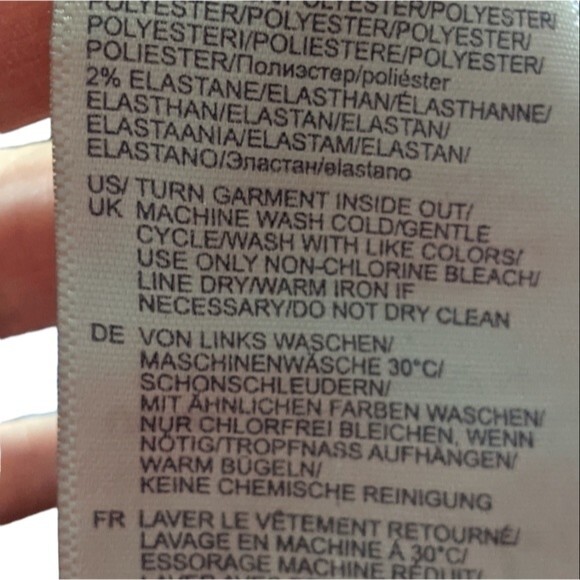 POLYESTER/POLYESTER/POLYESTER/
POLYESTERI/POLIESTERE/POLYESTER/
POLIESTER/Полиэстер/poliéster
2% ELASTANE/ELASTHAN/ÉLASTHANNE/
ELASTHAN/ELASTAN/ELASTAN/
ELASTAANIA/ELASTAM/ELASTAN/
ELASTANO/Эластан/elastano
US/ TURN GARMENT INSIDE OUT/
UK MACHINE WASH COLD/GENTLE
CYCLE/WASH WITH LIKE COLORS/
USE ONLY NON-CHLORINE BLEACH/
LINE DRY/WARM IRON IF
NECESSARY/DO NOT DRY CLEAN
DE VON LINKS WASCHEN/
MASCHINENWÄSCHE 30°C/
SCHONSCHLEUDERN/
MIT ÄHNLICHEN FARBEN WASCHEN/
NUR CHLORFREI BLEICHEN, WENN
NÖTIG/TROPFNASS AUFHÄNGEN/
WARM BÜGELN/
KEINE CHEMISCHE REINIGUNG
FR LAVER LE VÊTEMENT RETOURNÉ/
LAVAGE EN MACHINE À 30°C/
ESSORAGE MACHINE RÉDUIT/